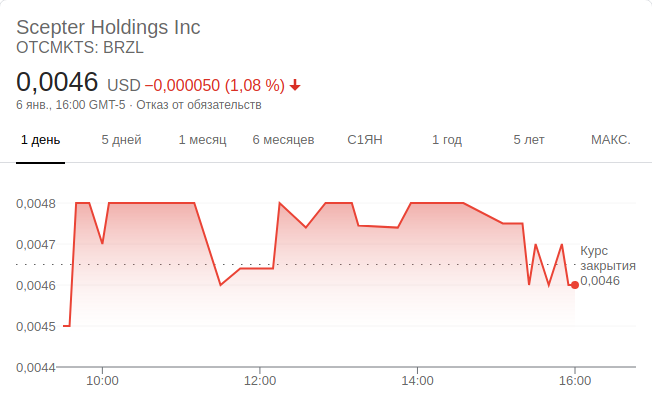 Scepter Holdings Inc
OTCMKTS: BRZL
0,0046 USD −0,000050 (1,08 %)
6 янв., 16:00 GMT-5 · Отказ от обязательств
1 день 5 дней 1 месяц 6 месяцев С1ЯН 1 год 5 лет МАКС.
0,0048
0,0047
Курс
закрытия
0,0046
0,0046
0,0045
0,0044
10:00 12:00 14:00 16:00